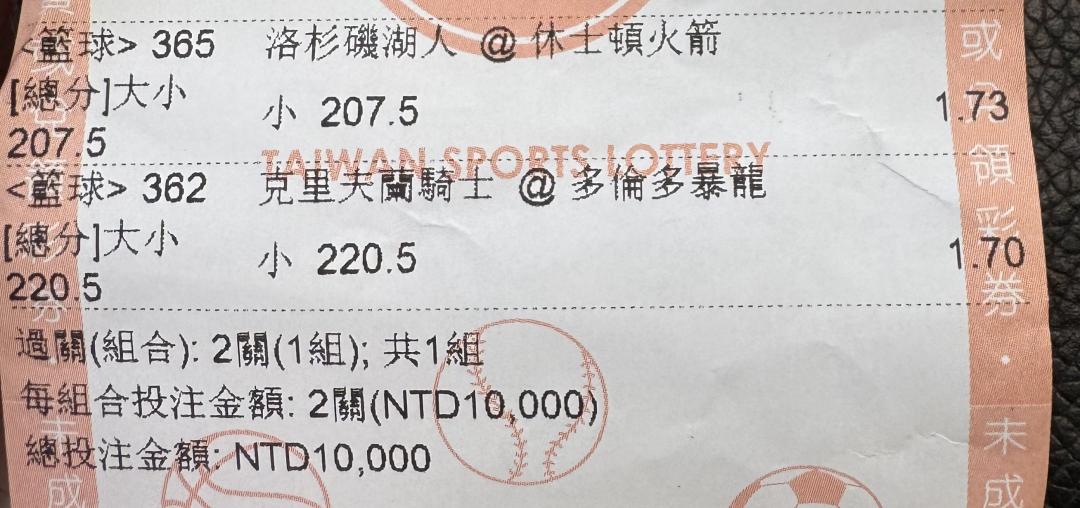 <籃球> 365 洛杉磯湖人 @ 休士頓火箭
[總分]大小 小 207.5 1.73
207.5
TAIWAN SPORTS LOTTERY
<籃球> 362 克里夫蘭騎士 @ 多倫多暴龍
[總分]大小 小 220.5 1.70
220.5
過關(組合): 2關(1組); 共1組
每組合投注金額: 2關(NTD10,000)
總投注金額: NTD10,000
或
領彩券・未成
未成